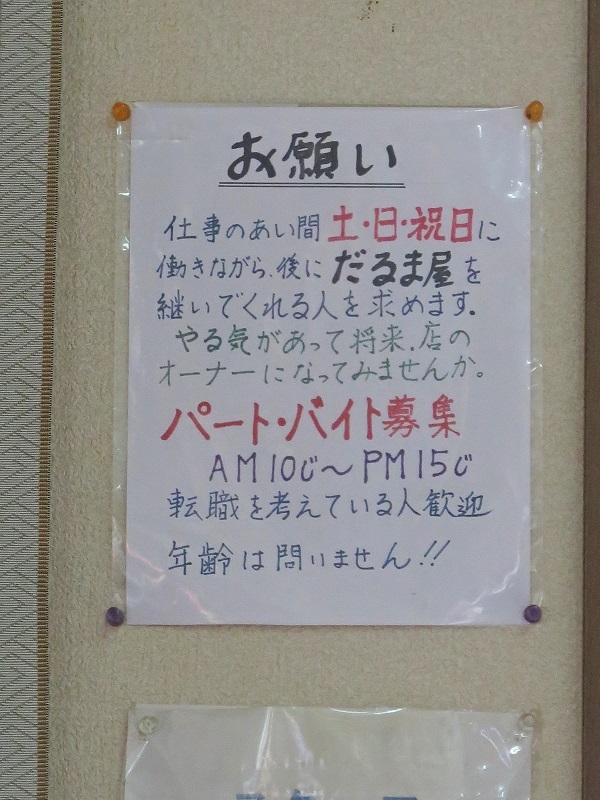 お願い
仕事のあい間土・日・祝日に
働きながら、後にだるま屋を
継いでくれる人を求めます。
やる気があって将来、店の
オーナーになってみませんか。
パート・バイト募集
AM10じ〜PM15じ
転職を考えている人歓迎
年齢は問いません!!